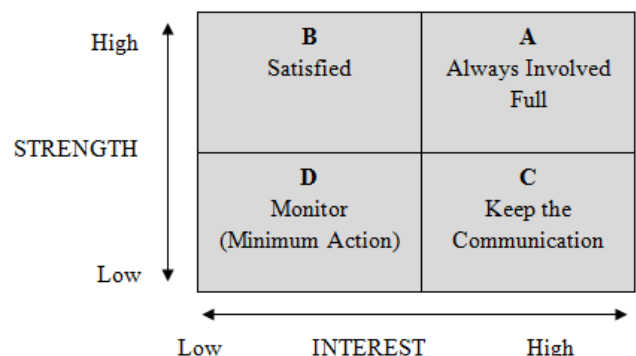 High
B
Satisfied
A
Always Involved
Full
STRENGTH
D
Monitor
(Minimum Action)
C
Keep the
Communication
Low
Low INTEREST High